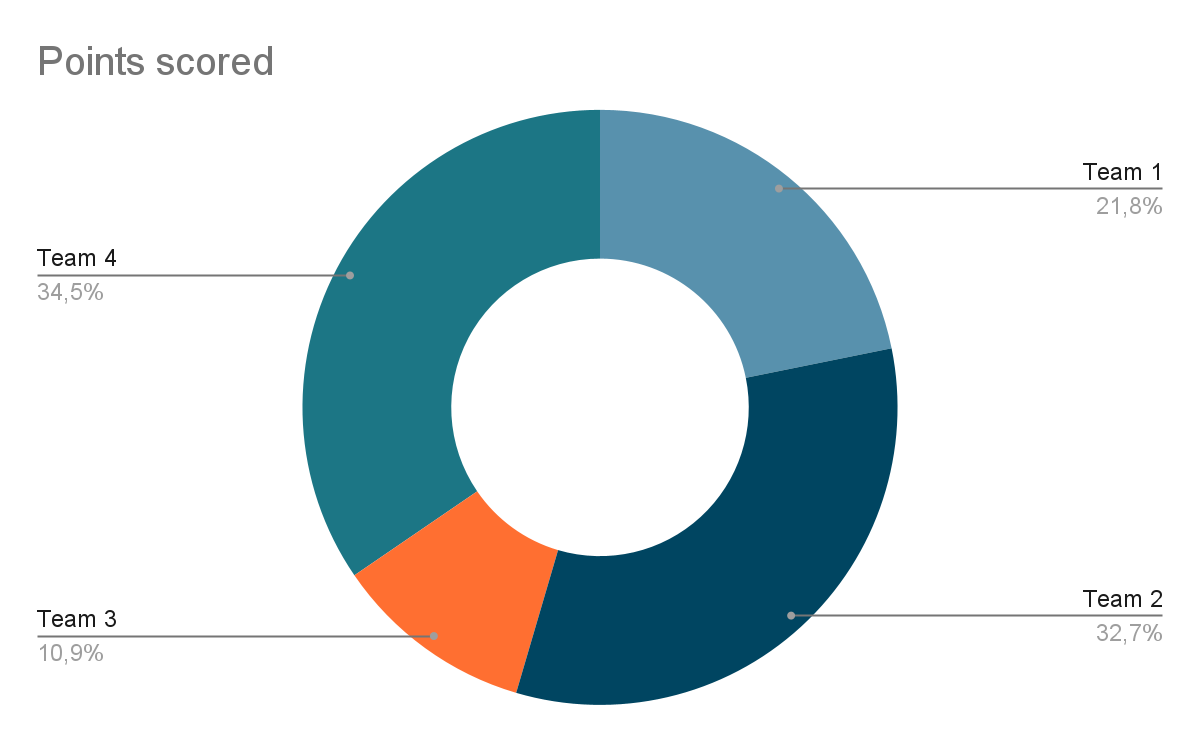 Points scored
Team 1
21,8%
Team 4
34,5%
Team 2
32,7%
Team 3
10,9%